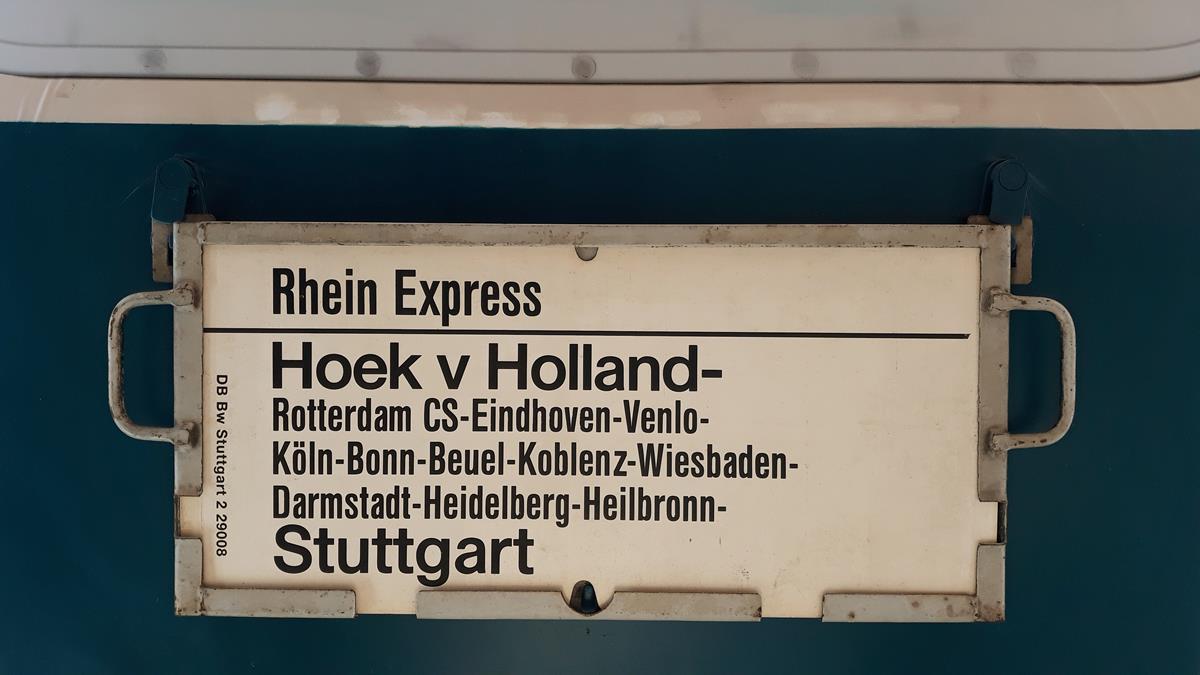 Rhein Express
Hoek v Holland-
Rotterdam CS-Eindhoven-Venlo-
Köln-Bonn-Beuel-Koblenz-Wiesbaden-
Darmstadt-Heidelberg-Heilbronn-
Stuttgart
DB Bw Stuttgart 2 29008